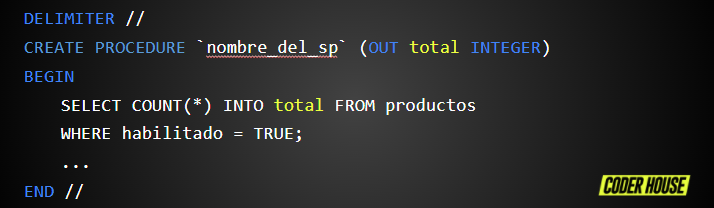 DELIMITER //
CREATE PROCEDURE `nombre_del_sp` (OUT total INTEGER)
BEGIN
SELECT COUNT(*) INTO total FROM productos
WHERE habilitado = TRUE;
...
END //
CODER HOUSE